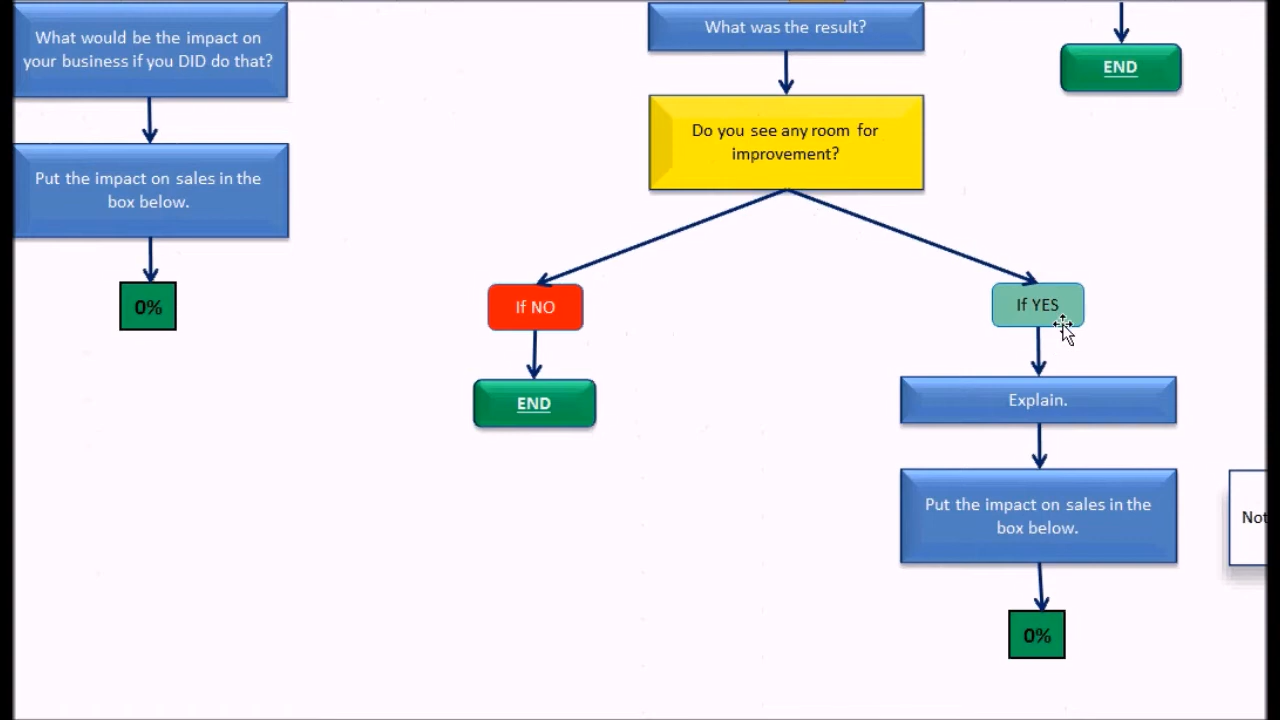 What would be the impact on
your business if you DID do that?
Put the impact on sales in the
box below.
0%
What was the result?
Do you see any room for
improvement?
If NO
END
If YES
Explain.
Put the impact on sales in the
box below.
0%
END